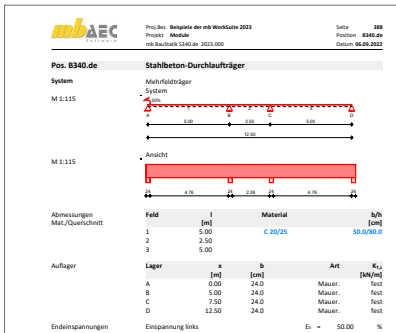 mb AEC
Software
Proj.Bez. Beispiele der mb WorkSuite 2023 Seite 388
Projekt Module Position B340.de
mb BauStatik S340.de 2023.000 Datum 06.09.2022
Pos. B340.de Stahlbeton-Durchlaufträger
System Mehrfeldträger
System
M 1:115
50%
1 2 3
A B C D
5.00 2.50 5.00
12.50
M 1:115 Ansicht
24 4.76 24 2.26 24 4.76 24
Abmessungen Feld l Material b/h
Mat./Querschnitt [m] [cm]
1 5.00 C 20/25 50.0/80.0
2 2.50
3 5.00
Auflager Lager x b Art
[m] [cm] [kN/m]
A 0.00 24.0 Mauer. fest
B 5.00 24.0 Mauer. fest
C 7.50 24.0 Mauer. fest
D 12.50 24.0 Mauer. fest
Endeinspannungen Einspannung links = 50.00 %